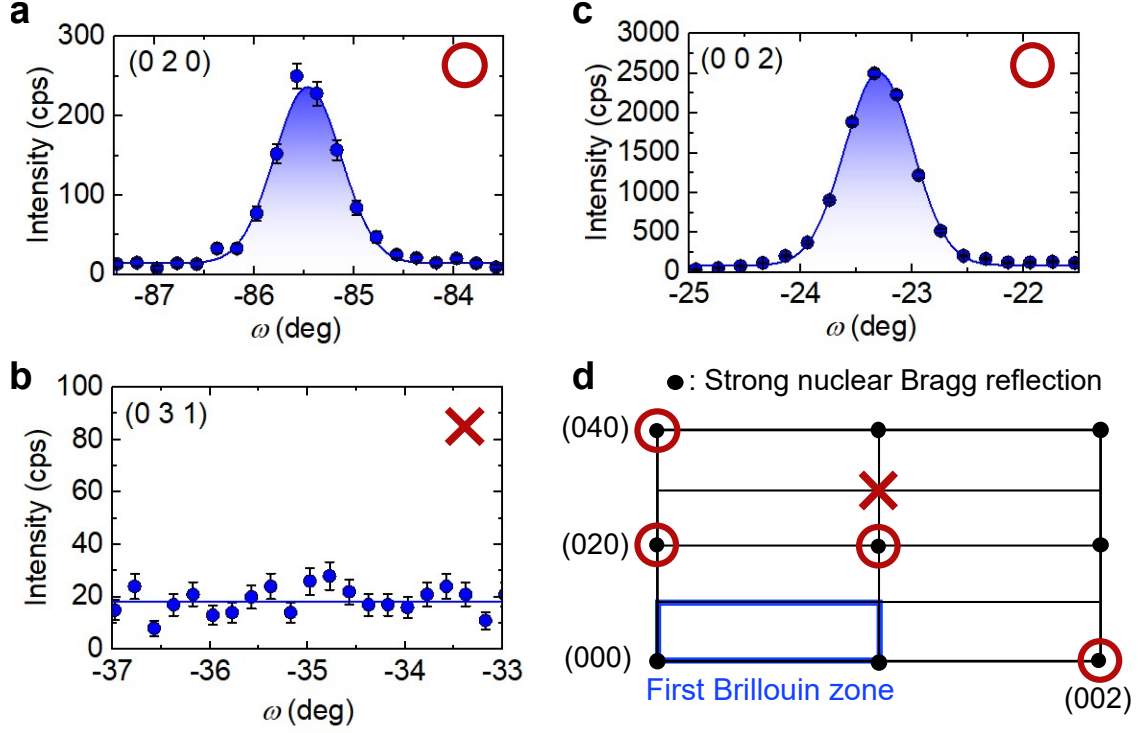 a
(0 2 0)
Intensity (cps)
300
200
100
0
-87
-86
-85
-84
ω (deg)
c
(0 0 2)
Intensity (cps)
3000
2500
2000
1500
1000
500
0
-25
-24
-23
-22
ω (deg)
b
(0 3 1)
Intensity (cps)
100
80
60
40
20
0
-37
-36
-35
-34
-33
ω (deg)
d
: Strong nuclear Bragg reflection
(040)
(020)
(000)
First Brillouin zone
(002)